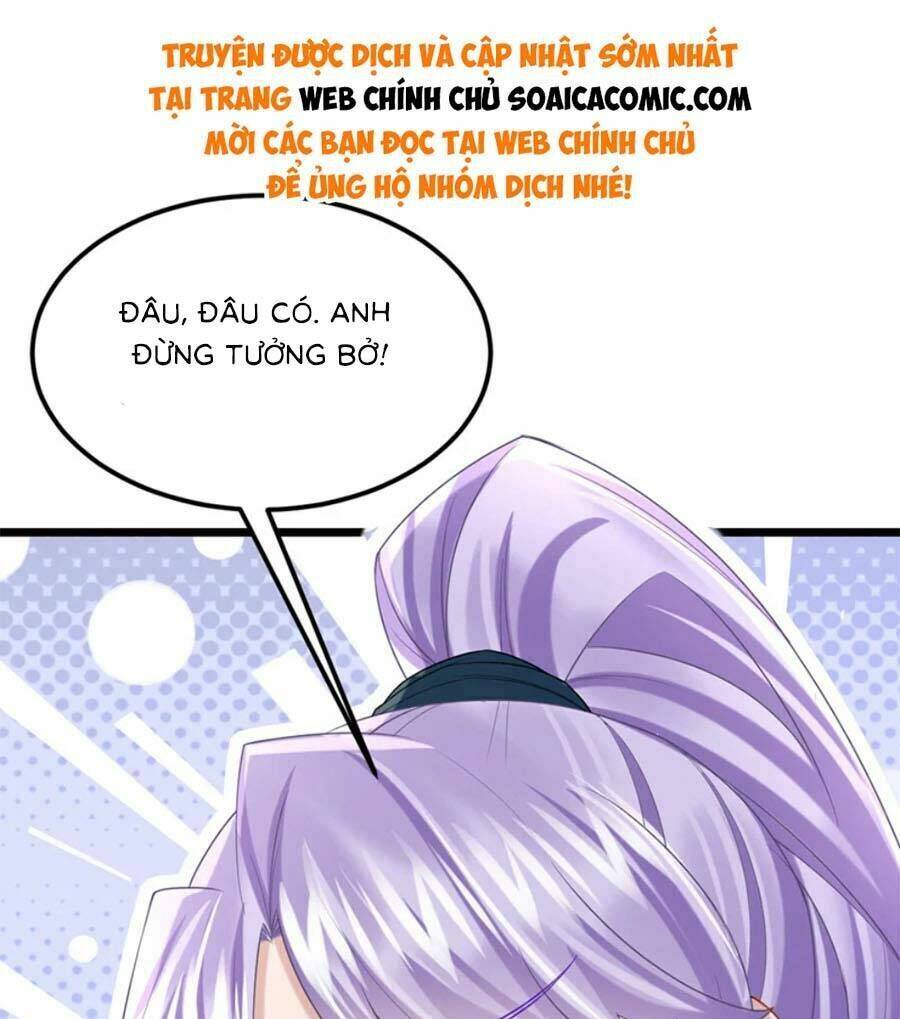 TRUYỆN ĐƯỢC DỊCH VÀ CẬP NHẬT SỚM NHẤT
TẠI TRANG WEB CHÍNH CHỦ SOAICACOMIC.COM
MỜI CÁC BẠN ĐỌC TẠI WEB CHÍNH CHỦ
ĐỂ ỦNG HỘ NHÓM DỊCH NHÉ!
ĐÂU, ĐÂU CÓ. ANH
ĐỪNG TƯỞNG BỞ!